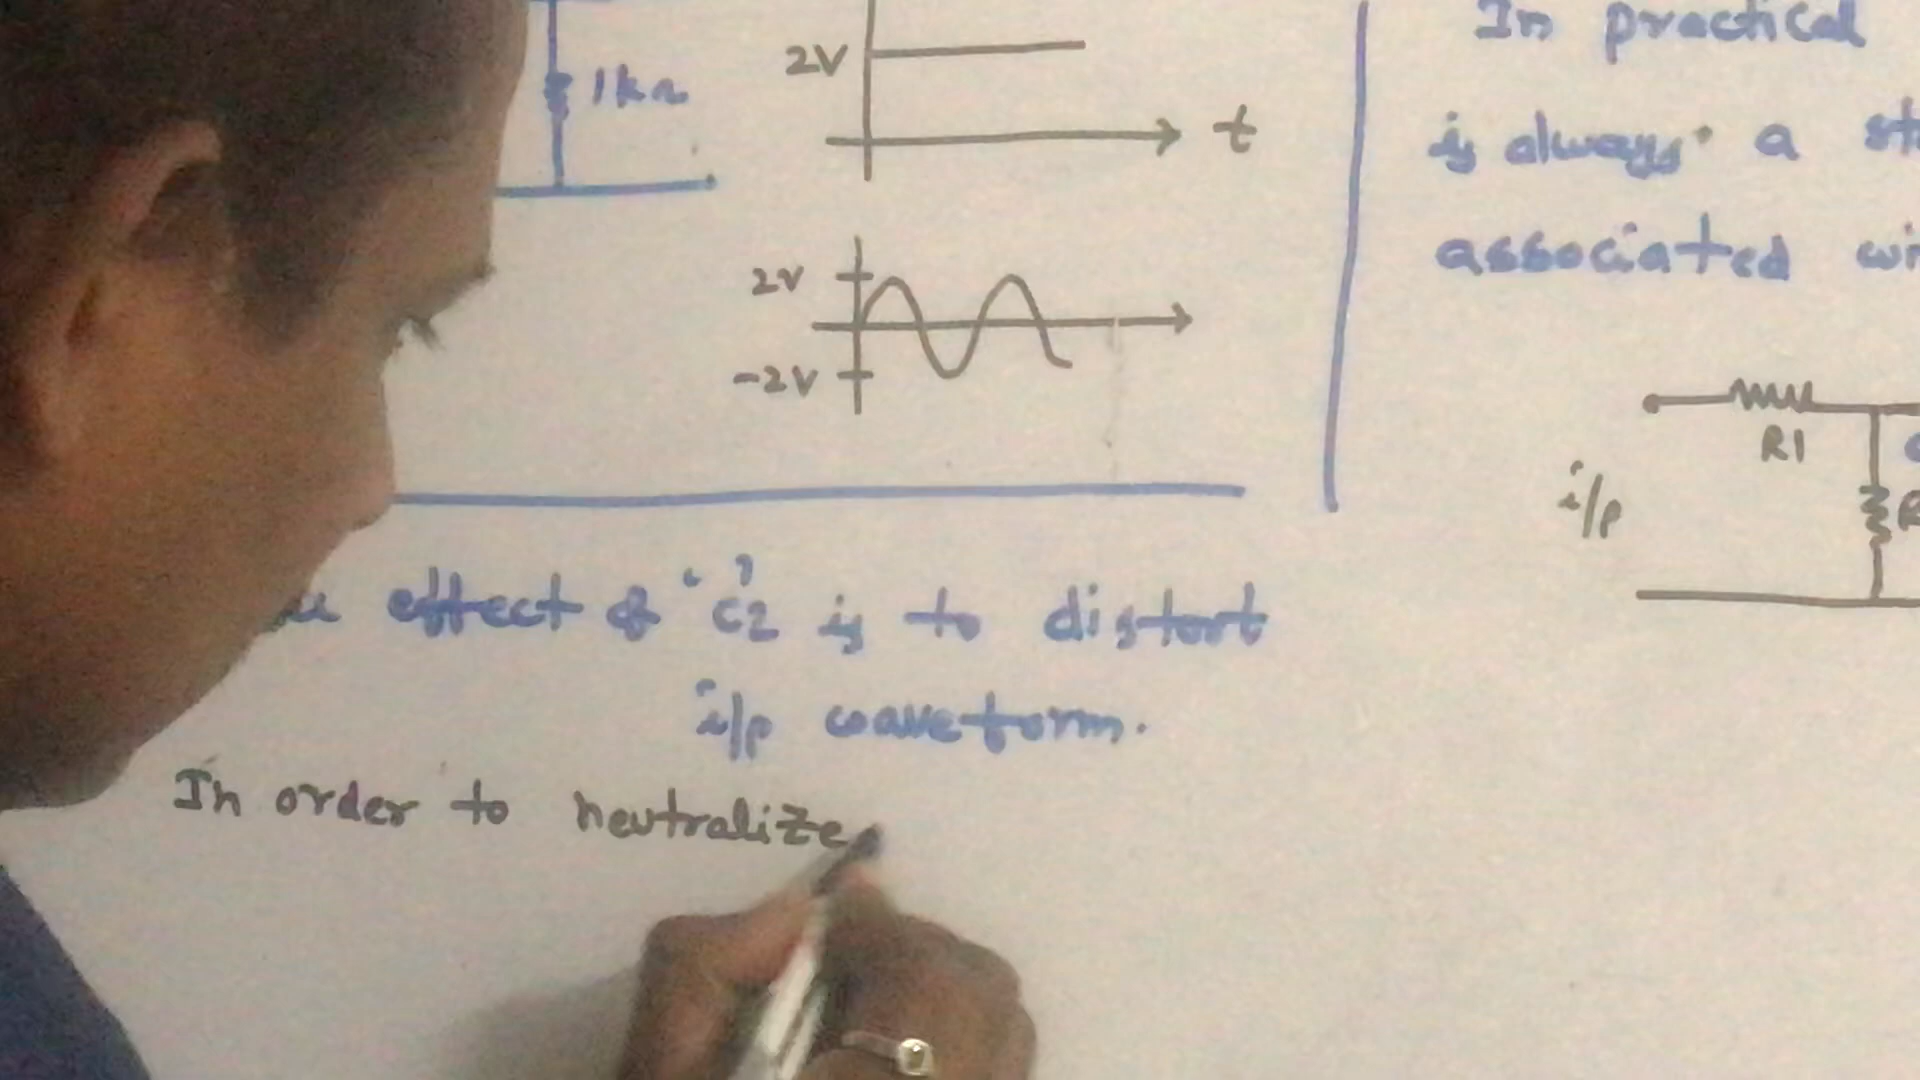 1kΩ
2V
t
2V
-2V
effect of 'C2' is to distort
i/p waveform.
In order to neutralize
In practical
is always a
associated
R1
i/p